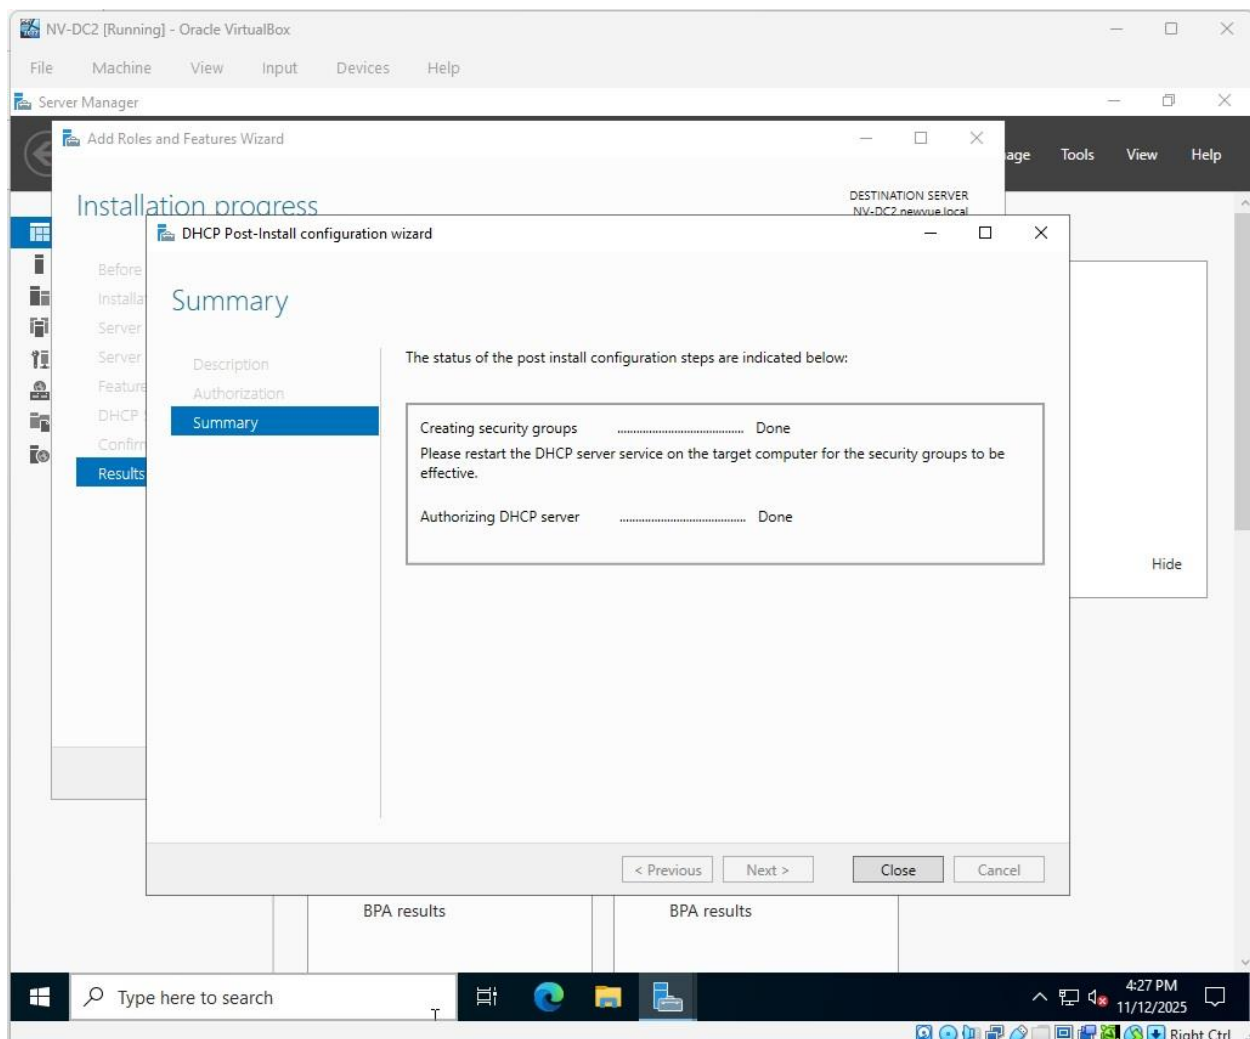 NV-DC2 [Running] - Oracle VirtualBox
File Machine View Input Devices Help
Server Manager
Add Roles and Features Wizard
age Tools View Help
Installation progress
DESTINATION SERVER
NV-DC2.newvue.local
DHCP Post-Install configuration wizard
Before
Installa
Server
Server
Feature
DHCP
Confirm
Results
Summary
Description
Authorization
Summary
The status of the post install configuration steps are indicated below:
Creating security groups ........................................ Done
Please restart the DHCP server service on the target computer for the security groups to be
effective.
Authorizing DHCP server ........................................ Done
Hide
< Previous Next > Close Cancel
BPA results BPA results
Type here to search
4:27 PM
11/12/2025
Right Ctrl